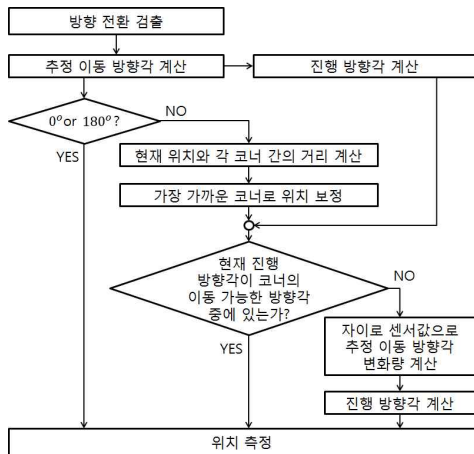 방향 전환 검출
추정 이동 방향각 계산
진행 방향각 계산
0° or 180° ?
NO
YES
현재 위치와 각 코너 간의 거리 계산
가장 가까운 코너로 위치 보정
현재 진행
방향각이 코너의
이동 가능한 방향각
중에 있는가?
NO
YES
자이로 센서값으로
추정 이동 방향각
변화량 계산
진행 방향각 계산
위치 측정